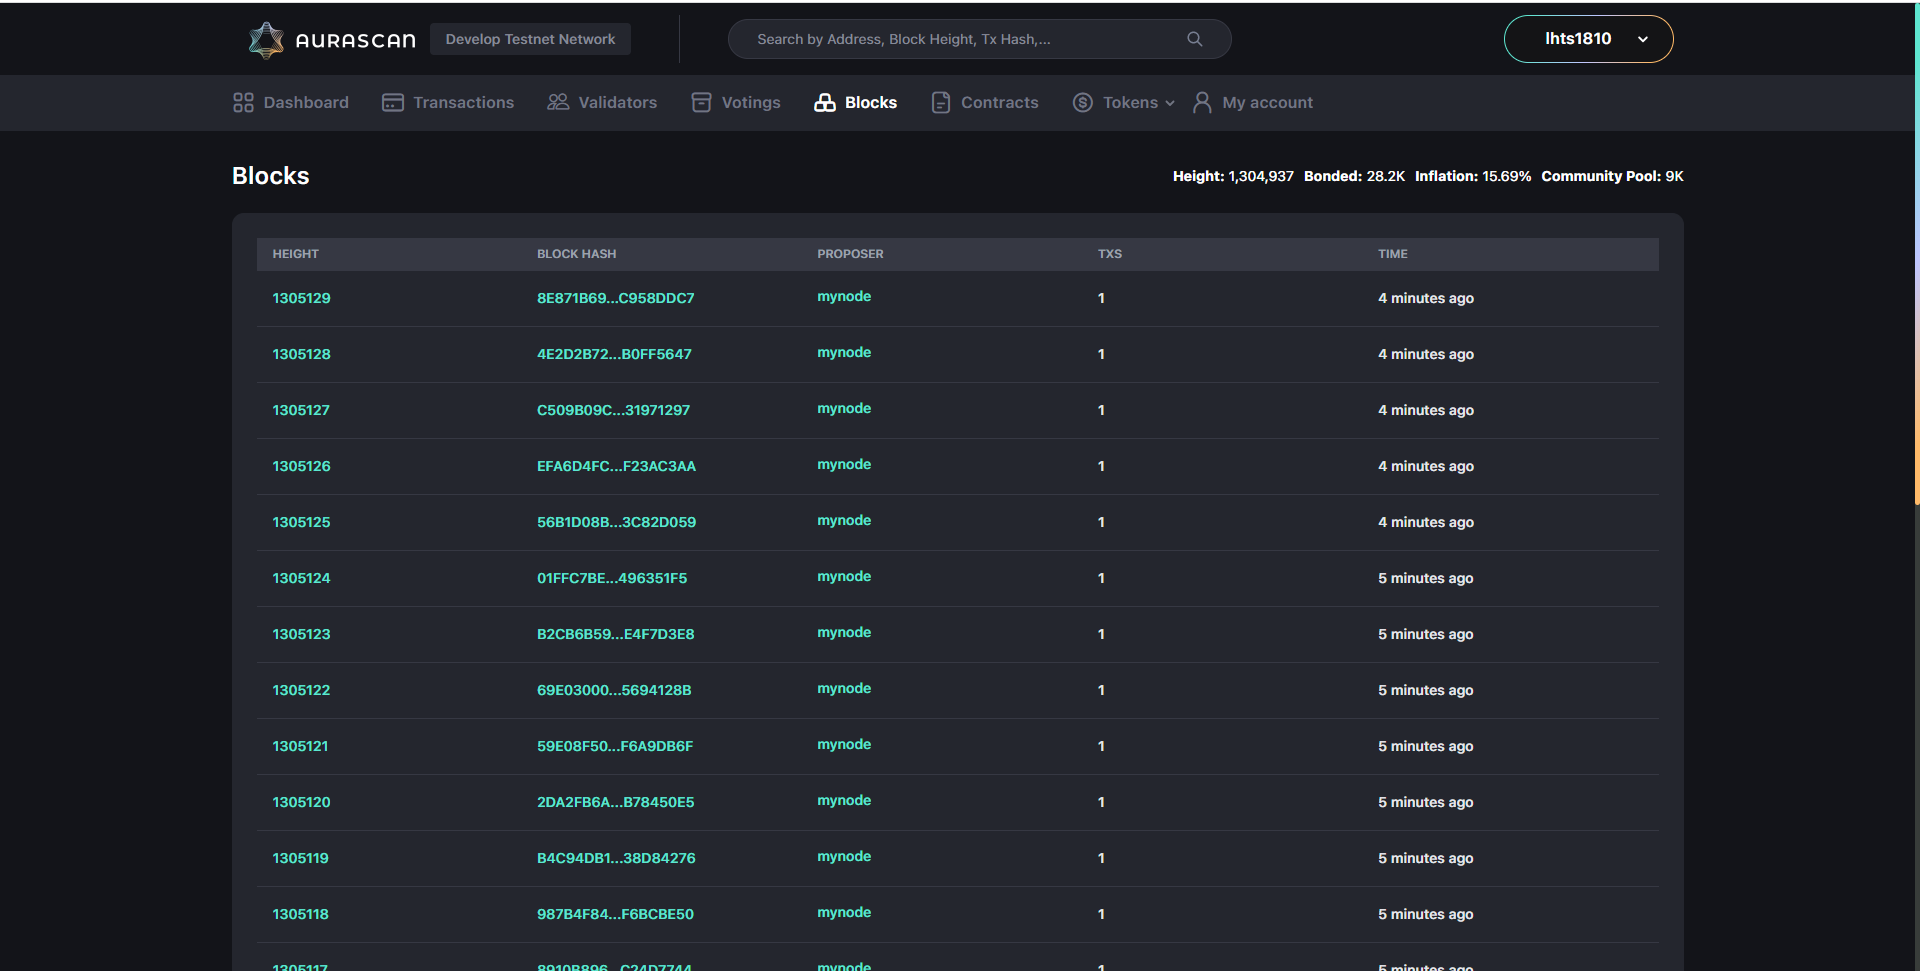 AURASCAN Develop Testnet Network Search by Address, Block Height, Tx Hash,... lhts1810
Dashboard Transactions Validators Votings Blocks Contracts Tokens My account
Blocks Height: 1,304,937 Bonded: 28.2K Inflation: 15.69% Community Pool: 9K
HEIGHT BLOCK HASH PROPOSER TXS TIME
1305129 8E871B69...C958DDC7 mynode 1 4 minutes ago
1305128 4E2D2B72...B0FF5647 mynode 1 4 minutes ago
1305127 C509B09C...31971297 mynode 1 4 minutes ago
1305126 EFA6D4FC...F23AC3AA mynode 1 4 minutes ago
1305125 56B1D08B...3C82D059 mynode 1 4 minutes ago
1305124 01FFC7BE...496351F5 mynode 1 5 minutes ago
1305123 B2CB6B59...E4F7D3E8 mynode 1 5 minutes ago
1305122 69E03000...5694128B mynode 1 5 minutes ago
1305121 59E08F50...F6A9DB6F mynode 1 5 minutes ago
1305120 2DA2FB6A...B78450E5 mynode 1 5 minutes ago
1305119 B4C94DB1...38D84276 mynode 1 5 minutes ago
1305118 987B4F84...F6BCBE50 mynode 1 5 minutes ago
1305117 mynode 1 5 minutes ago